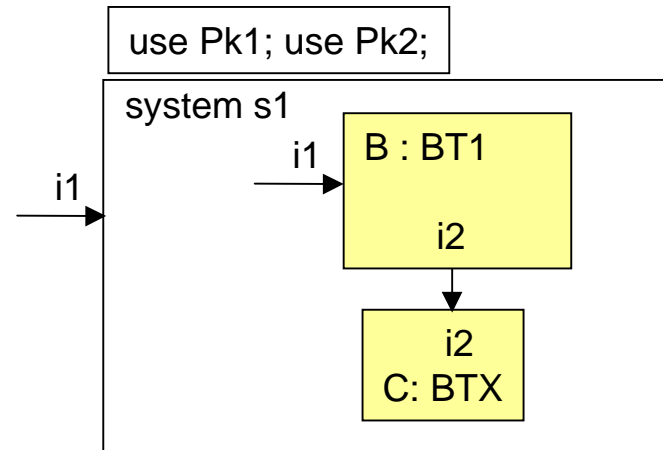 use Pk1; use Pk2;
system s1
i1
i1
B : BT1
i2
i2
C: BTX